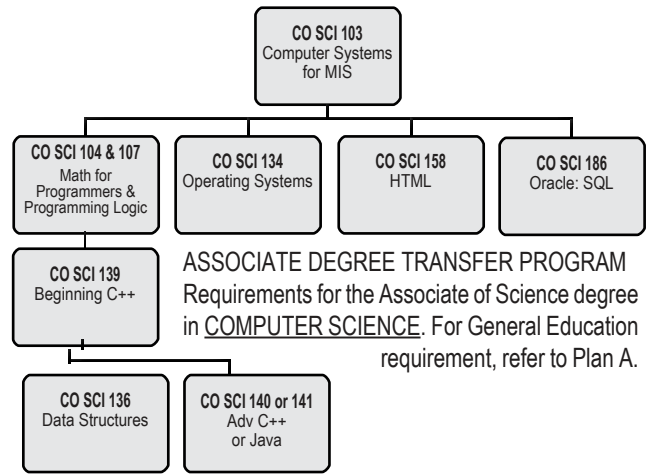 CO SCI 103
Computer Systems
for MIS
CO SCI 104 & 107
Math for
Programmers &
Programming Logic
CO SCI 134
Operating Systems
CO SCI 158
HTML
CO SCI 186
Oracle: SQL
CO SCI 139
Beginning C++
ASSOCIATE DEGREE TRANSFER PROGRAM
Requirements for the Associate of Science degree
in COMPUTER SCIENCE. For General Education
requirement, refer to Plan A.
CO SCI 136
Data Structures
CO SCI 140 or 141
Adv C++
or Java